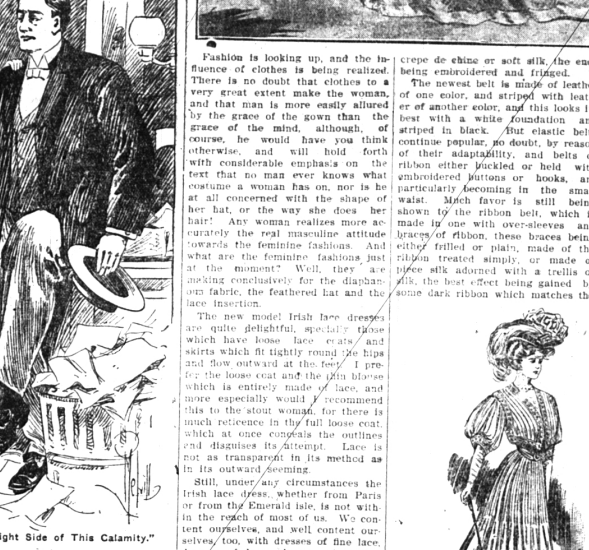 Fashion is looking up, and the in-
fluence of clothes is being realized.
There is no doubt that clothes to a
very great extent make the woman,
and that man is more easily allured
by the grace of the gown than the
grace of the mind, although, of
course, he would have you think
otherwise, and will hold forth
with considerable emphasis on the
text that no man ever knows what
costume a woman has on, nor is he
at all concerned with the shape of
her hat, or the way she does her
hair! Any woman realizes more ac-
curately the real masculine attitude
towards the feminine fashions. And
what are the feminine fashions just
at the moment? Well, they are
making conclusively for the diaphan-
ous fabric, the feathered hat and the
lace insertion.
The new model Irish lace dresses
are quite delightful, specially those
which have loose lace coats and
skirts which fit tightly round the hips
and flow outward at the feet. I pre-
fer the loose coat and the thin blouse
which is entirely made of lace, and
more especially would I recommend
this to the stout woman, for there is
much reticence in the full loose coat,
which at once conceals the outlines
and disguises its attempt. Lace is
not as transparent in its method as
in its outward seeming.
Still, under any circumstances the
Irish lace dress, whether from Paris
or from the Emerald isle, is not with-
in the reach of most of us. We con-
tent ourselves, and well content our-
selves, too, with dresses of fine lace,
crepe de chine or soft silk, the en
being embroidered and fringed.
The newest belt is made of leath
of one color, and striped with leat
er of another color, and this looks i
best with a white foundation an
striped in black. But elastic bel
continue popular, no doubt, by reaso
of their adaptability, and belts o
ribbon either buckled or held wit
embroidered buttons or hooks, ar
particularly becoming in the sma
waist. Much favor is still bein
shown to the ribbon belt, which i
made in one with over-sleeves an
braces of ribbon, these braces bein
either frilled or plain, made of th
ribbon treated simply, or made o
piece silk adorned with a trellis o
silk, the best effect being gained b
some dark ribbon which matches th
ight Side of This Calamity."